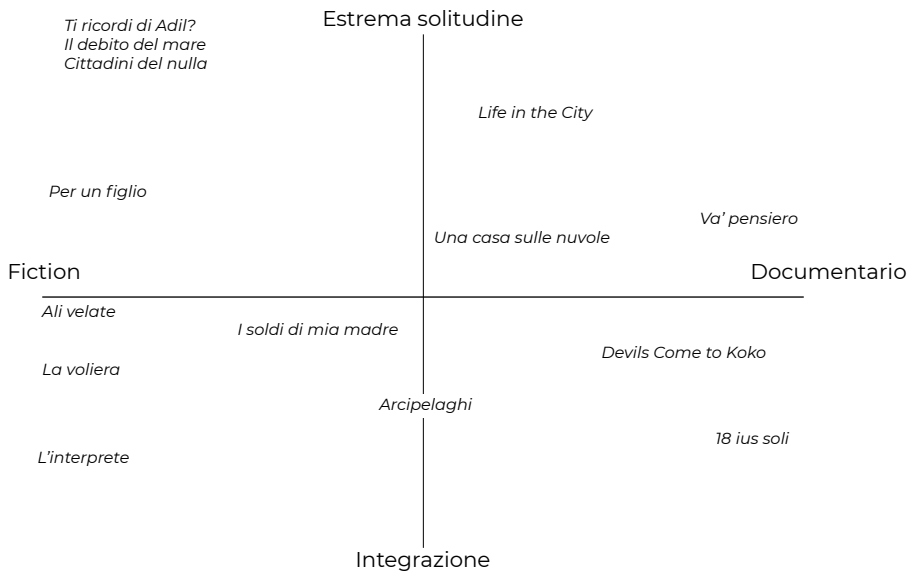 Estrema solitudine
Ti ricordi di Adil?
Il debito del mare
Cittadini del nulla
Life in the City
Per un figlio
Va’ pensiero
Una casa sulle nuvole
Fiction
Documentario
Ali velate
I soldi di mia madre
Devils Come to Koko
La voliera
Arcipelaghi
18 ius soli
L’interprete
Integrazione